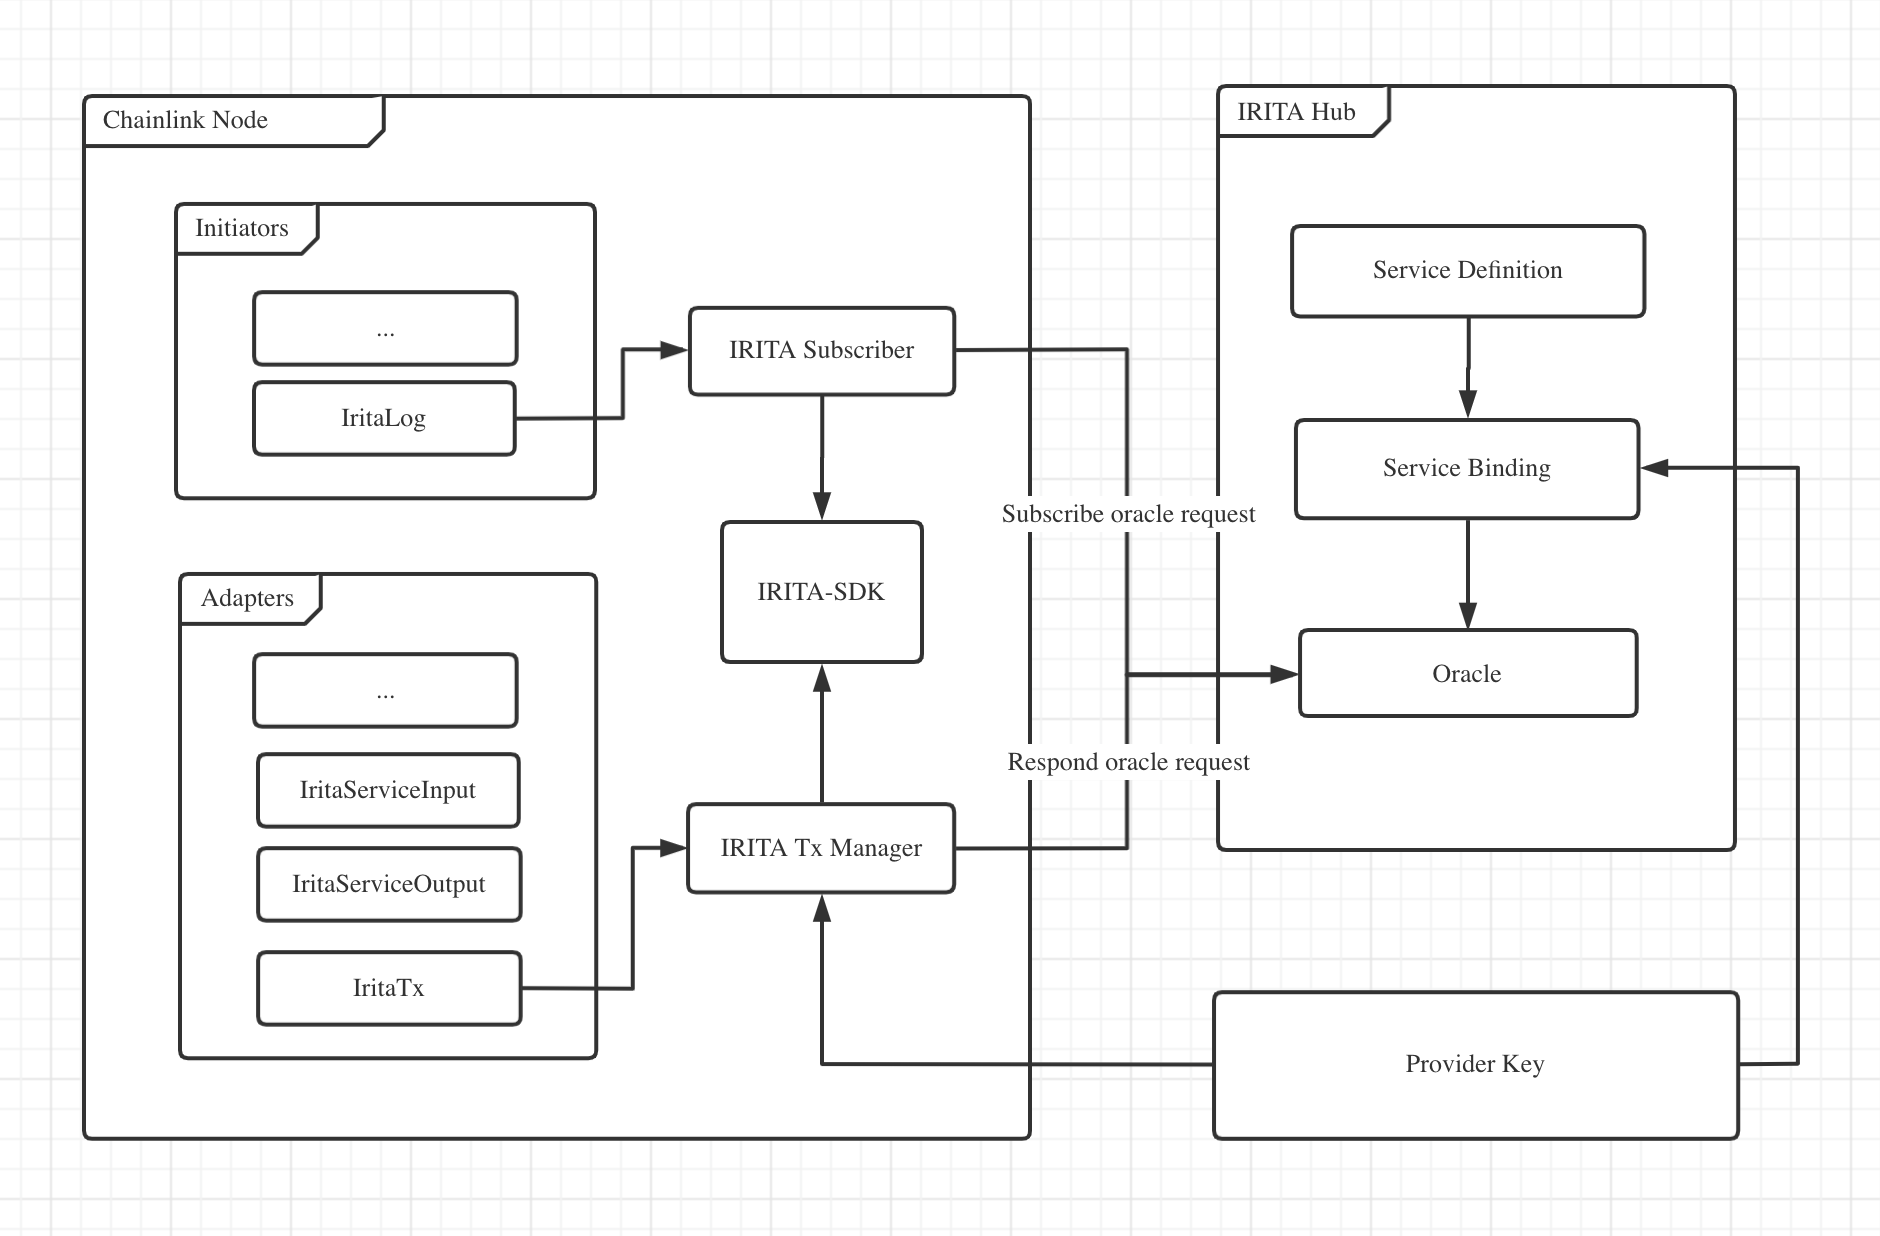 Chainlink Node
Initiators
...
IritaLog
IRITA Subscriber
IRITA-SDK
Adapters
...
IritaServiceInput
IritaServiceOutput
IritaTx
IRITA Tx Manager
Subscribe oracle request
Respond oracle request
IRITA Hub
Service Definition
Service Binding
Oracle
Provider Key